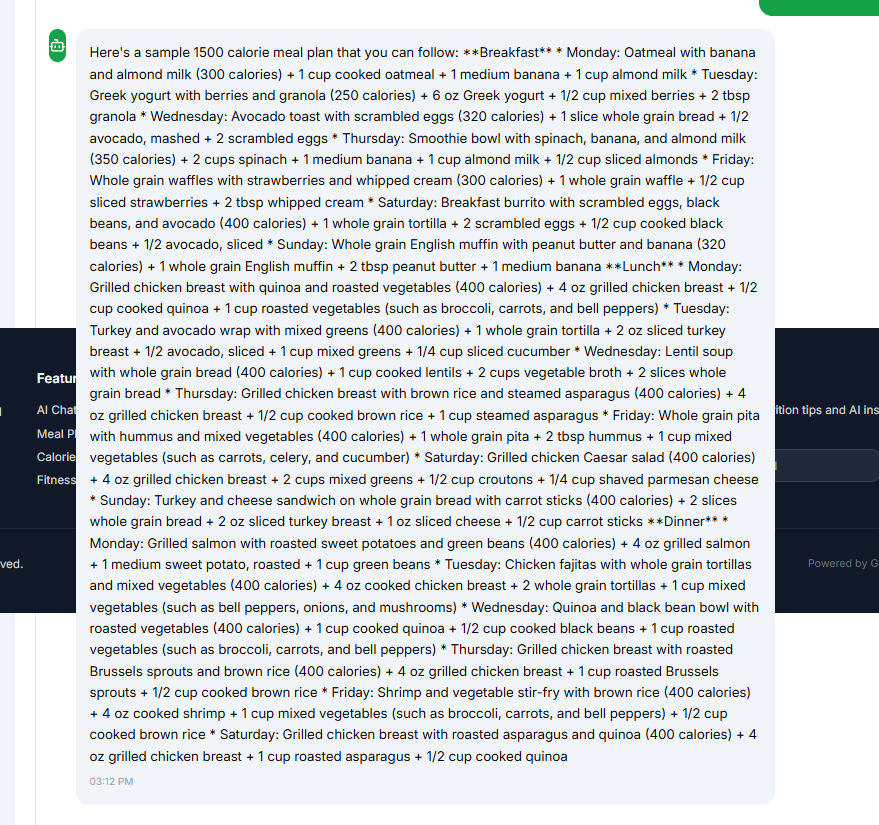 Here's a sample 1500 calorie meal plan that you can follow: **Breakfast** * Monday: Oatmeal with banana
and almond milk (300 calories) + 1 cup cooked oatmeal + 1 medium banana + 1 cup almond milk * Tuesday:
Greek yogurt with berries and granola (250 calories) + 6 oz Greek yogurt + 1/2 cup mixed berries + 2 tbsp
granola * Wednesday: Avocado toast with scrambled eggs (320 calories) + 1 slice whole grain bread + 1/2
avocado, mashed + 2 scrambled eggs * Thursday: Smoothie bowl with spinach, banana, and almond milk
(350 calories) + 2 cups spinach + 1 medium banana + 1 cup almond milk + 1/2 cup sliced almonds * Friday:
Whole grain waffles with strawberries and whipped cream (300 calories) + 1 whole grain waffle + 1/2 cup
sliced strawberries + 2 tbsp whipped cream * Saturday: Breakfast burrito with scrambled eggs, black
beans, and avocado (400 calories) + 1 whole grain tortilla + 2 scrambled eggs + 1/2 cup cooked black
beans + 1/2 avocado, sliced * Sunday: Whole grain English muffin with peanut butter and banana (320
calories) + 1 whole grain English muffin + 2 tbsp peanut butter + 1 medium banana **Lunch** * Monday:
Grilled chicken breast with quinoa and roasted vegetables (400 calories) + 4 oz grilled chicken breast + 1/2
cup cooked quinoa + 1 cup roasted vegetables (such as broccoli, carrots, and bell peppers) * Tuesday:
Turkey and avocado wrap with mixed greens (400 calories) + 1 whole grain tortilla + 2 oz sliced turkey
breast + 1/2 avocado, sliced + 1 cup mixed greens + 1/4 cup sliced cucumber * Wednesday: Lentil soup
with whole grain bread (400 calories) + 1 cup cooked lentils + 2 cups vegetable broth + 2 slices whole
grain bread * Thursday: Grilled chicken breast with brown rice and steamed asparagus (400 calories) + 4
oz grilled chicken breast + 1/2 cup cooked brown rice + 1 cup steamed asparagus * Friday: Whole grain pita
with hummus and mixed vegetables (400 calories) + 1 whole grain pita + 2 tbsp hummus + 1 cup mixed
vegetables (such as carrots, celery, and cucumber) * Saturday: Grilled chicken Caesar salad (400 calories)
+ 4 oz grilled chicken breast + 2 cups mixed greens + 1/2 cup croutons + 1/4 cup shaved parmesan cheese
* Sunday: Turkey and cheese sandwich on whole grain bread with carrot sticks (400 calories) + 2 slices
whole grain bread + 2 oz sliced turkey breast + 1 oz sliced cheese + 1/2 cup carrot sticks **Dinner** *
Monday: Grilled salmon with roasted sweet potatoes and green beans (400 calories) + 4 oz grilled salmon
+ 1 medium sweet potato, roasted + 1 cup green beans * Tuesday: Chicken fajitas with whole grain tortillas
and mixed vegetables (400 calories) + 4 oz cooked chicken breast + 2 whole grain tortillas + 1 cup mixed
vegetables (such as bell peppers, onions, and mushrooms) * Wednesday: Quinoa and black bean bowl with
roasted vegetables (400 calories) + 1 cup cooked quinoa + 1/2 cup cooked black beans + 1 cup roasted
vegetables (such as broccoli, carrots, and bell peppers) * Thursday: Grilled chicken breast with roasted
Brussels sprouts and brown rice (400 calories) + 4 oz grilled chicken breast + 1 cup roasted Brussels
sprouts + 1/2 cup cooked brown rice * Friday: Shrimp and vegetable stir-fry with brown rice (400 calories)
+ 4 oz cooked shrimp + 1 cup mixed vegetables (such as broccoli, carrots, and bell peppers) + 1/2 cup
cooked brown rice * Saturday: Grilled chicken breast with roasted asparagus and quinoa (400 calories) + 4
oz grilled chicken breast + 1 cup roasted asparagus + 1/2 cup cooked quinoa
03:12 PM
Featur
AI Chat
Meal Pl
Calorie
Fitness
ition tips and AI ins
ved.
Powered by G